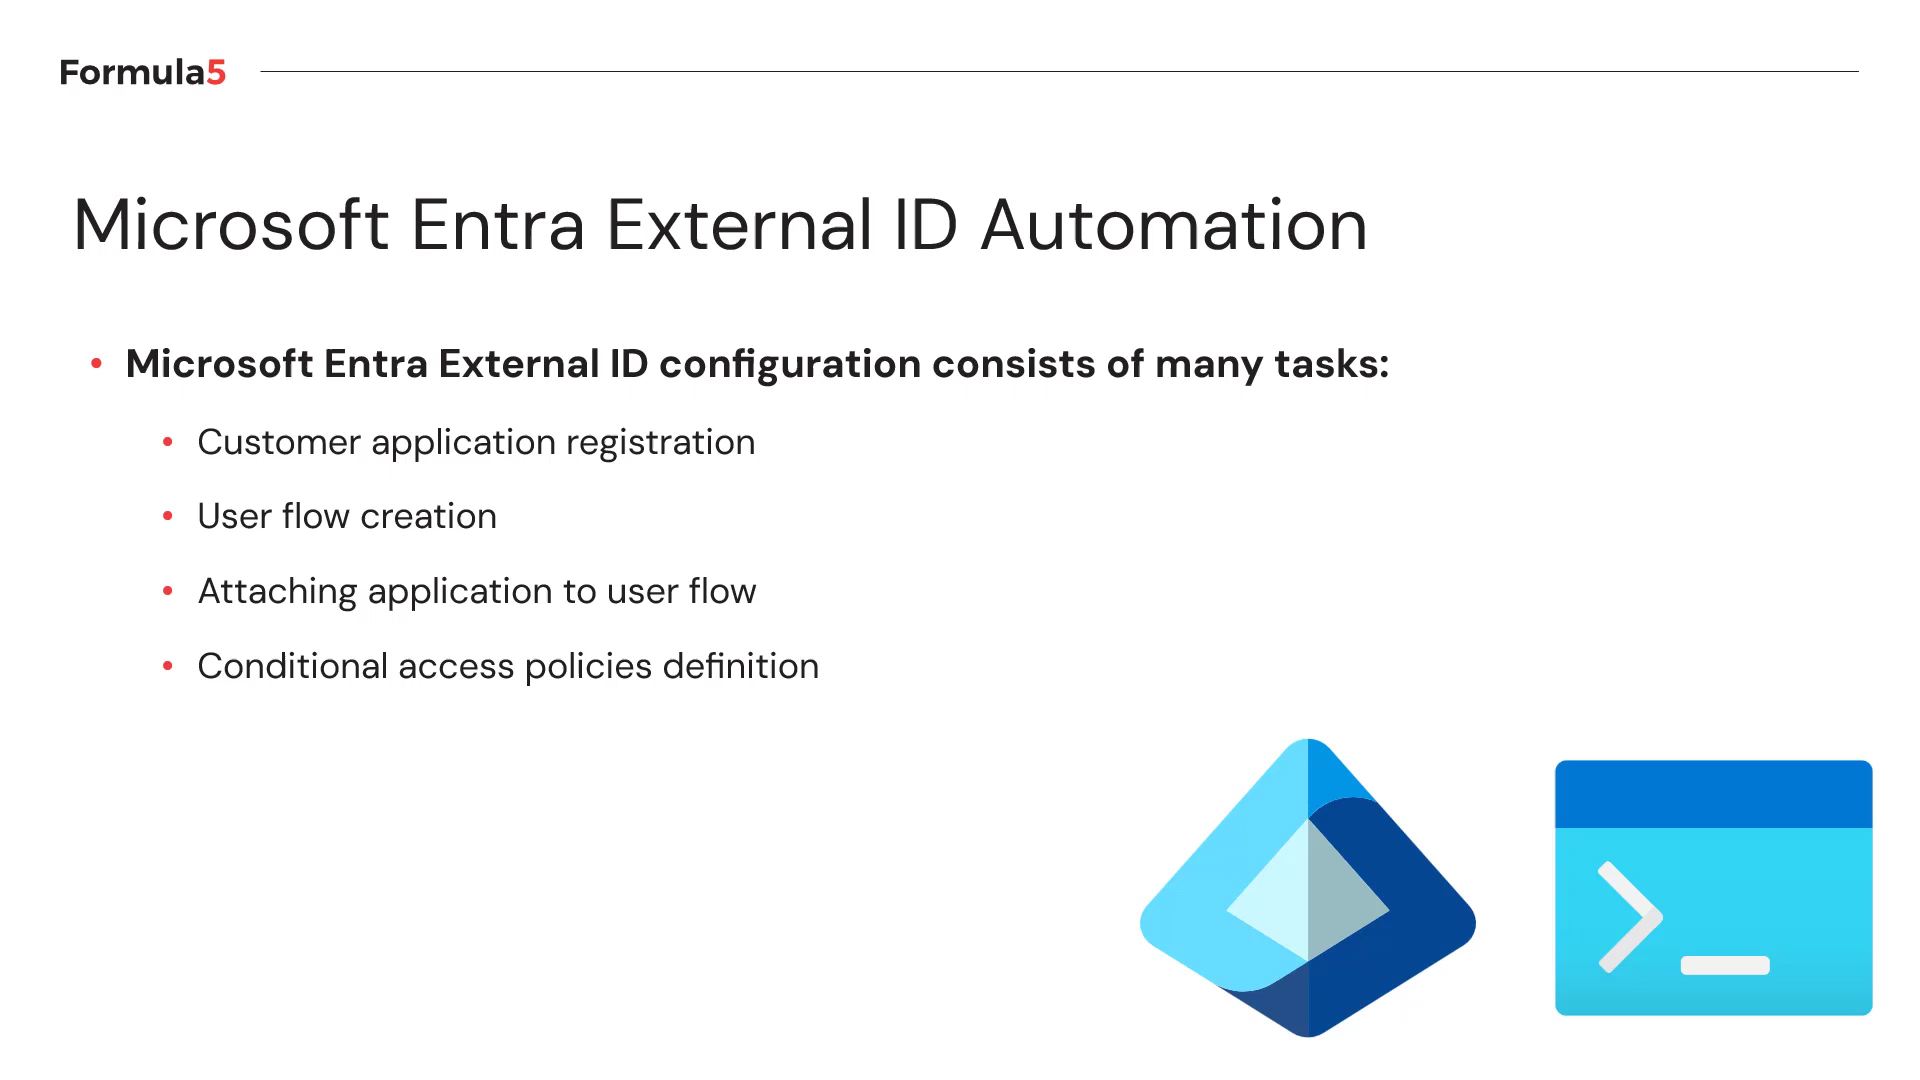 Formula5
Microsoft Entra External ID Automation
• Microsoft Entra External ID configuration consists of many tasks:
• Customer application registration
• User flow creation
• Attaching application to user flow
• Conditional access policies definition